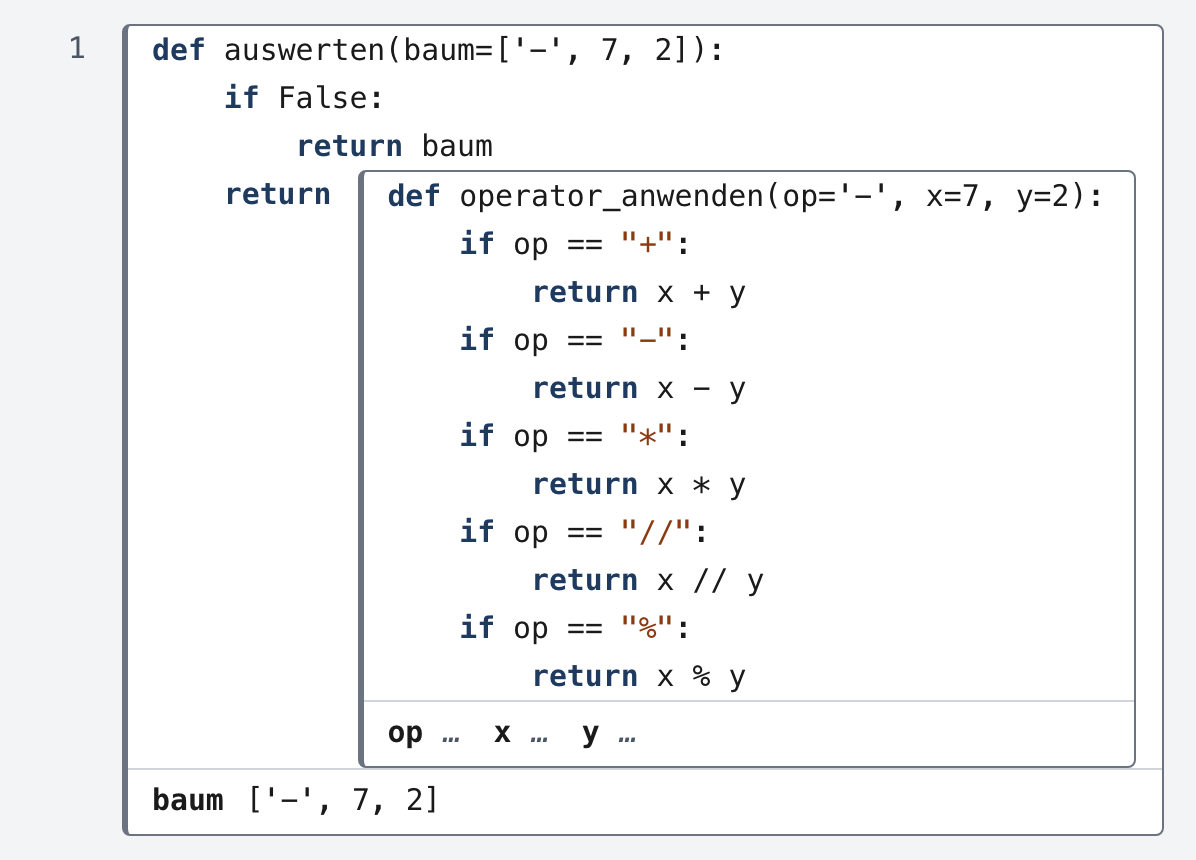 1 def auswerten(baum=['-', 7, 2]):
if False:
return baum
return def operator_anwenden(op='-', x=7, y=2):
if op == "+":
return x + y
if op == "-":
return x - y
if op == "*":
return x * y
if op == "//":
return x // y
if op == "%":
return x % y
op … x … y …
baum ['-', 7, 2]